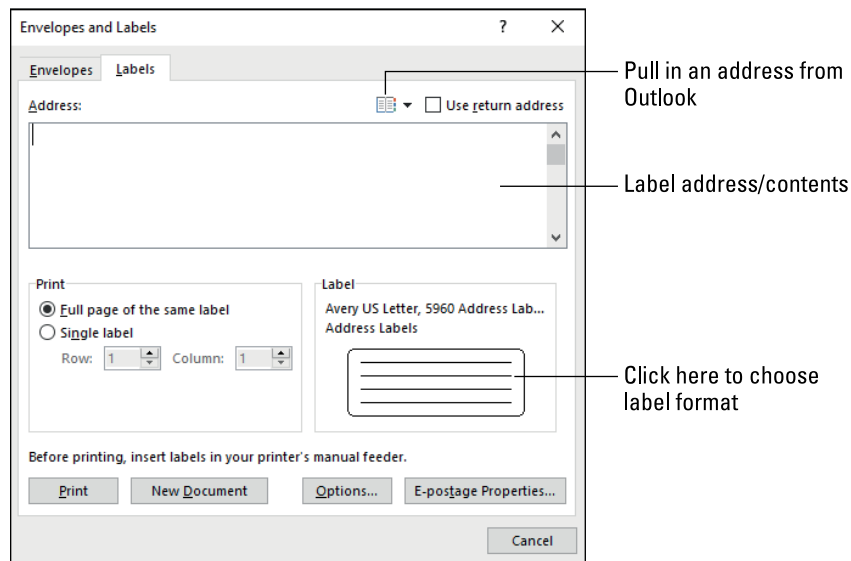 Envelopes and Labels
?
Envelopes Labels
Pull in an address from
Outlook
Address:
Use return address
Label address/contents
Print
Label
Full page of the same label
Avery US Letter, 5960 Address Lab...
Single label
Address Labels
Row: 1 Column: 1
Click here to choose
label format
Before printing, insert labels in your printer's manual feeder.
Print New Document Options... E-postage Properties...
Cancel